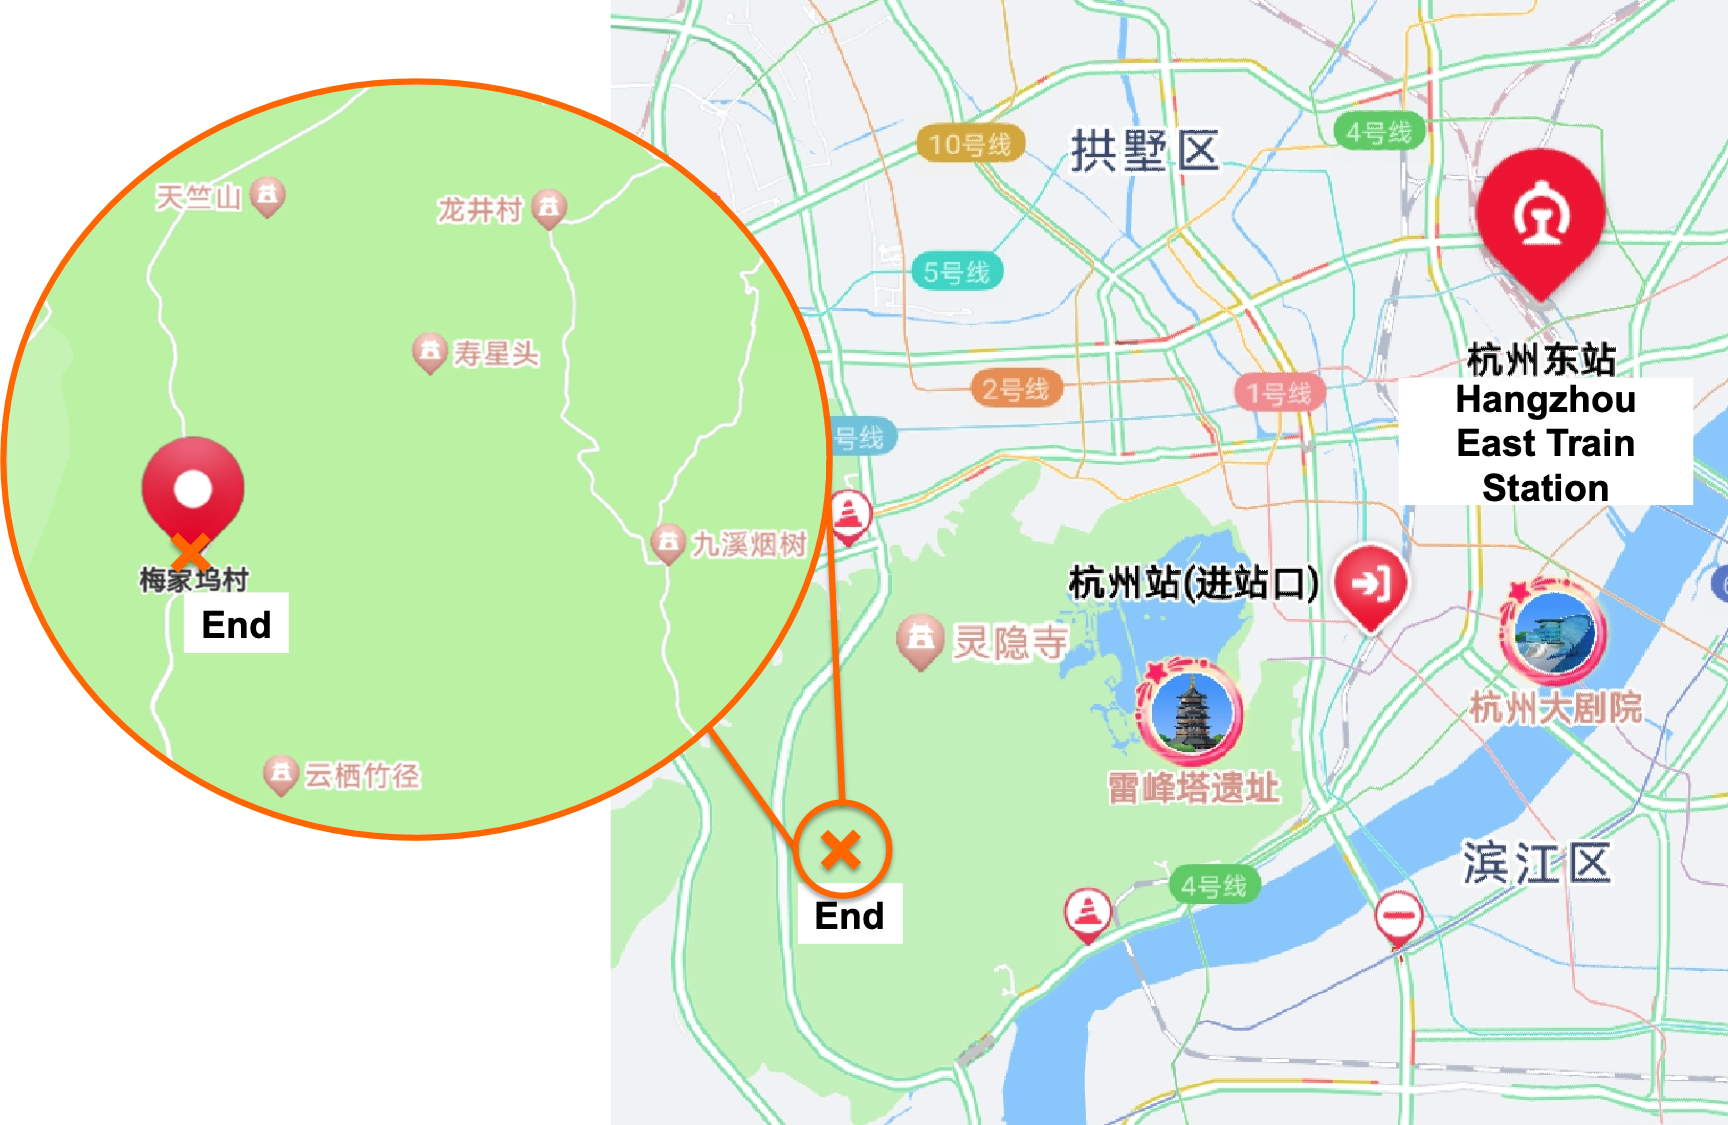 10号线
拱墅区
4号线
天竺山
龙井村
5号线
寿星头
杭州东站
Hangzhou
East Train
Station
2号线
1号线
号线
九溪烟树
梅家坞村
End
杭州站(进站口)
灵隐寺
杭州大剧院
云栖竹径
雷峰塔遗址
滨江区
4号线
End